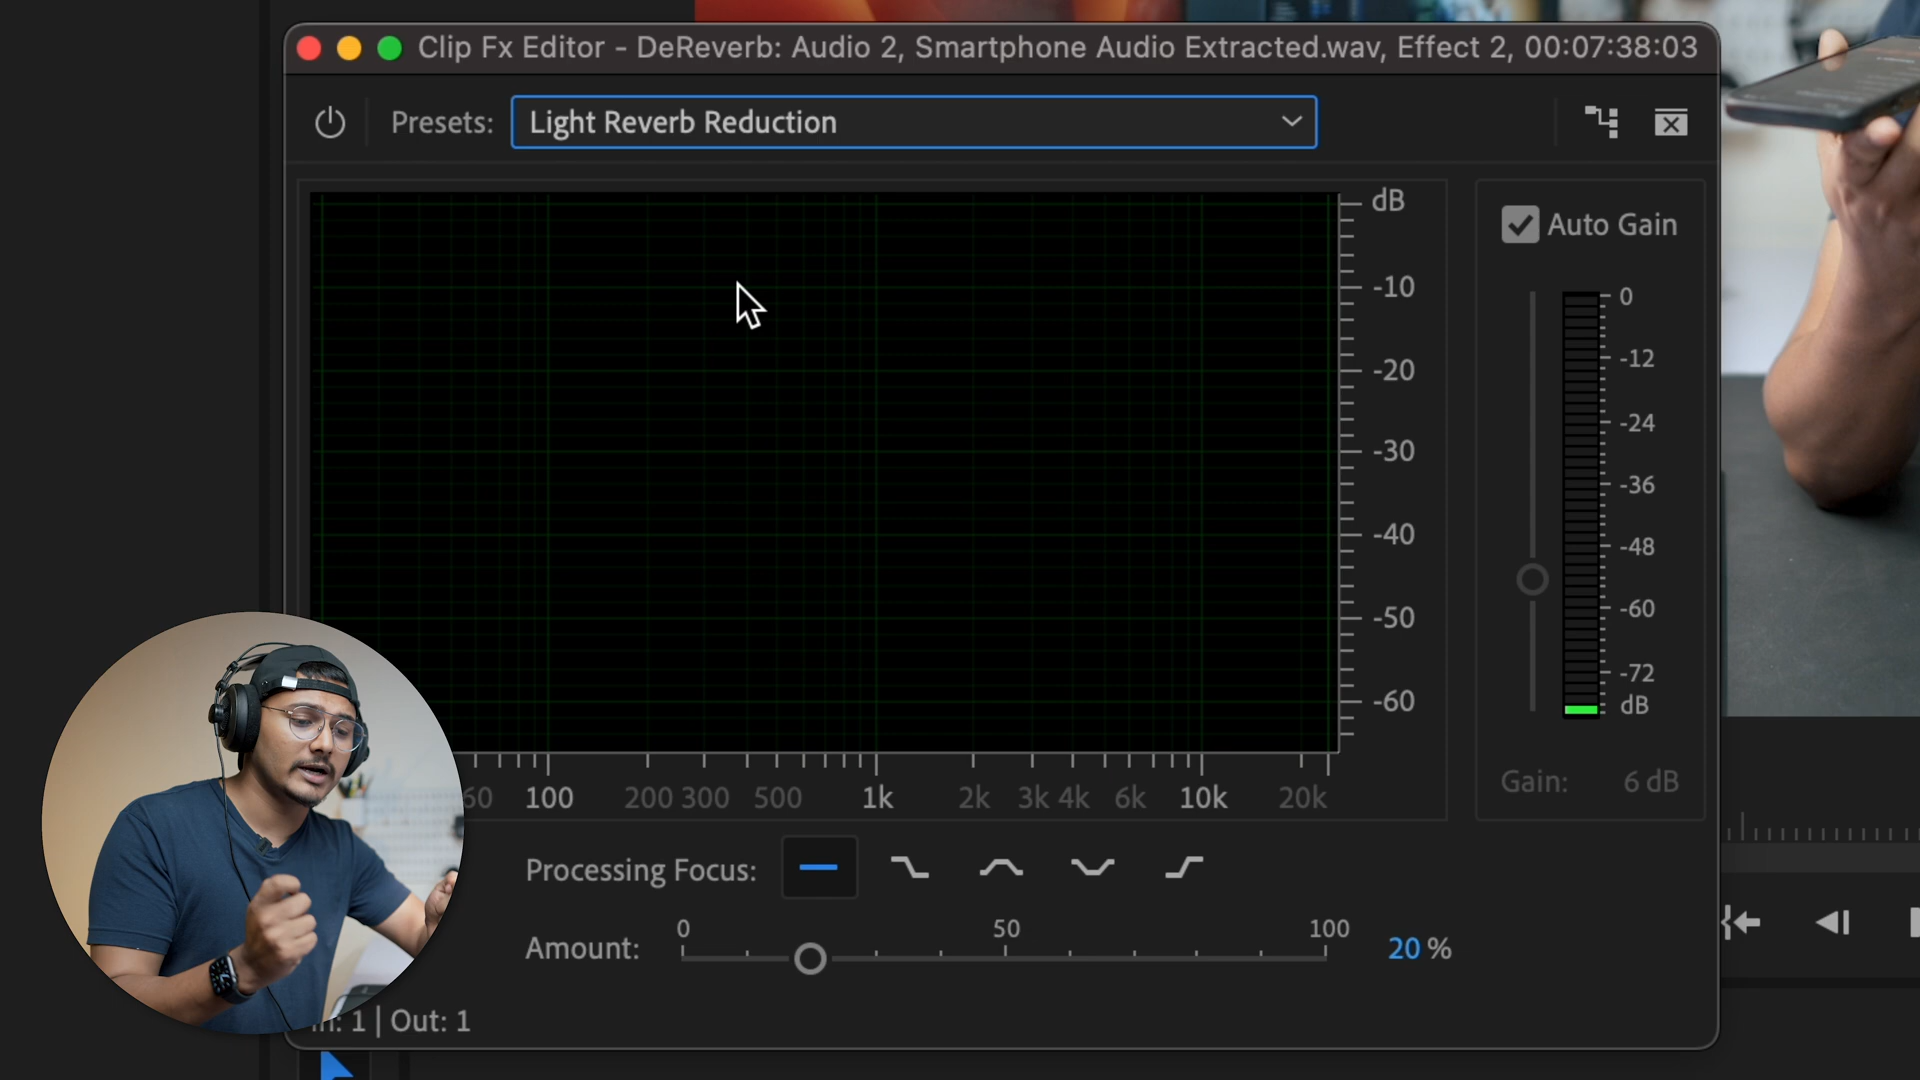 Clip Fx Editor - DeReverb: Audio 2, Smartphone Audio Extracted.wav, Effect 2, 00:07:38:03
Presets: Light Reverb Reduction
dB
-10
-20
-30
-40
-50
-60
60 100 200 300 500 1k 2k 3k 4k 6k 10k 20k
Auto Gain
0
-12
-24
-36
-48
-60
-72
dB
Gain: 6 dB
Processing Focus:
0 50 100
Amount: 20 %
In: 1 | Out: 1